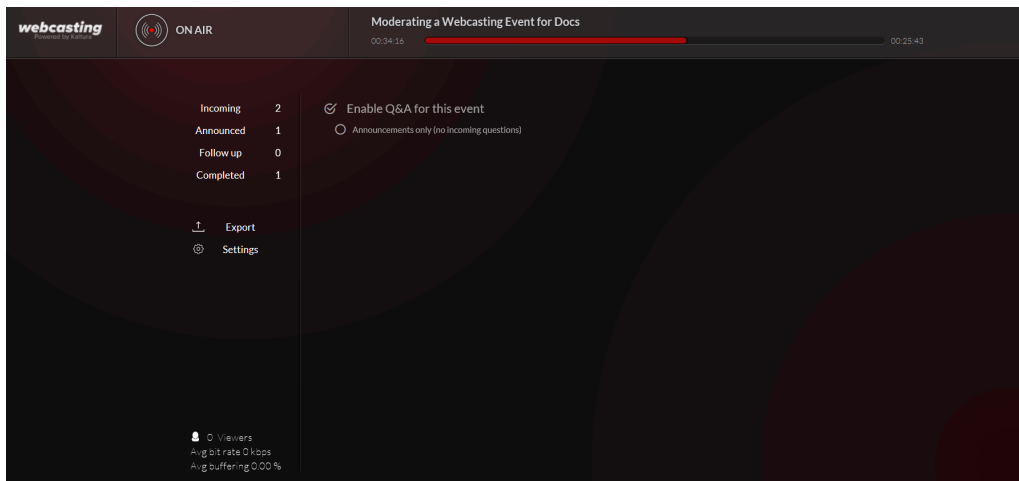 webcasting
Powered by Kaltura
ON AIR
Moderating a Webcasting Event for Docs
00:34:16
00:25:43
Incoming 2
Announced 1
Follow up 0
Completed 1
Export
Settings
Enable Q&A for this event
Announcements only (no incoming questions)
0 Viewers
Avg bit rate 0 kbps
Avg buffering 0.00 %